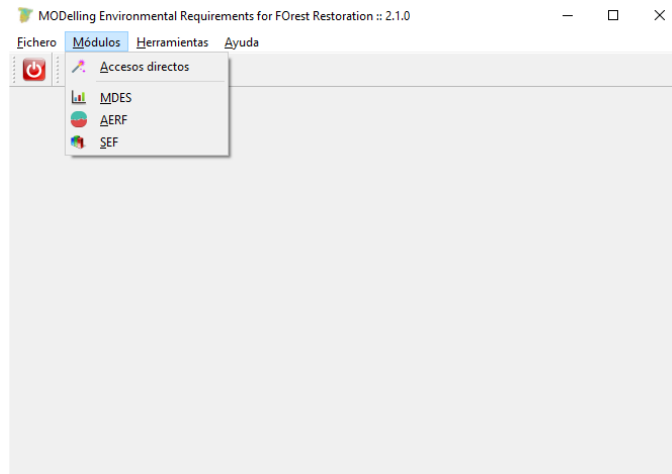 MODelling Environmental Requirements for FOrest Restoration :: 2.1.0
Fichero Módulos Herramientas Ayuda
Accesos directos
MDES
AERF
SEF